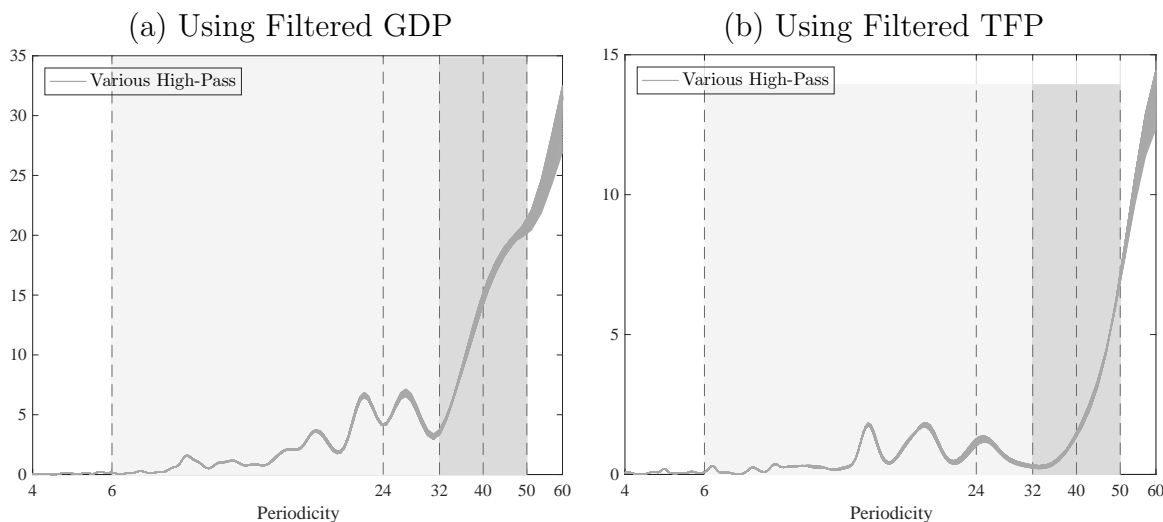 (a) Using Filtered GDP
35
30
25
20
15
10
5
0
Various High-Pass
4 6 24 32 40 50 60
Periodicity
(b) Using Filtered TFP
15
10
5
0
Various High-Pass
4 6 24 32 40 50 60
Periodicity